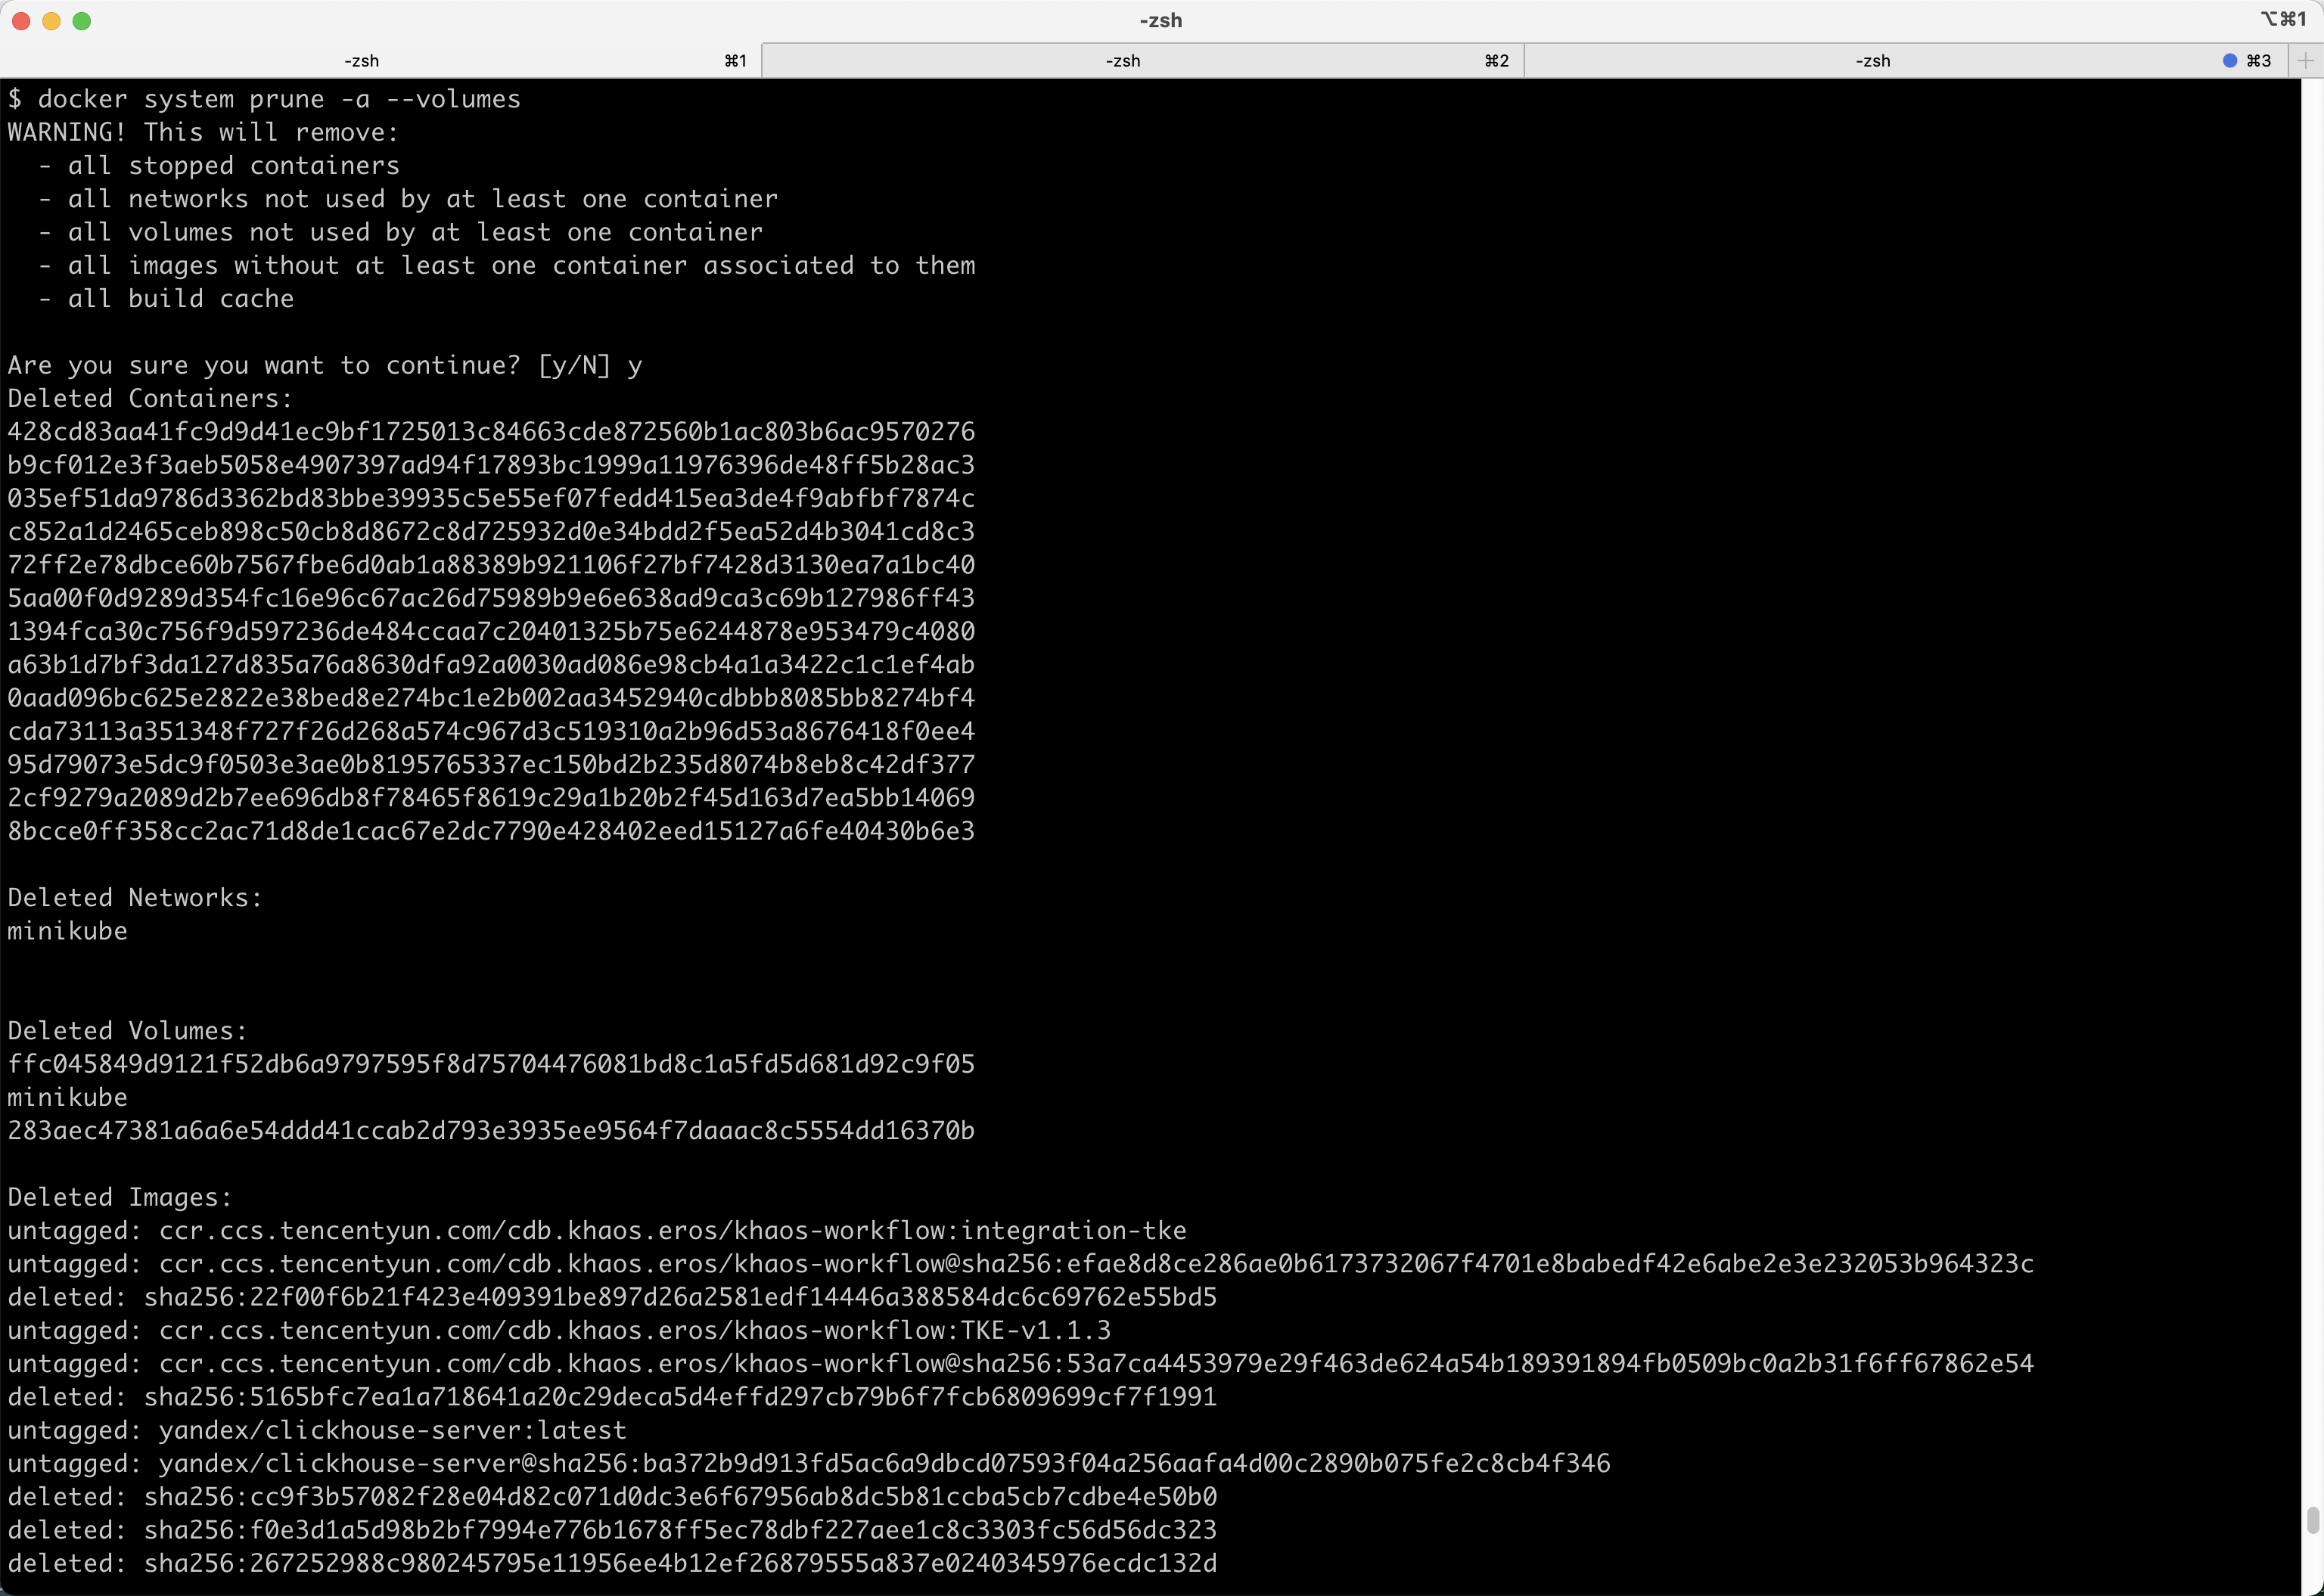 -zsh
⌥⌘1
-zsh ⌘1
-zsh ⌘2
-zsh ⌘3
$ docker system prune -a --volumes
WARNING! This will remove:
  - all stopped containers
  - all networks not used by at least one container
  - all volumes not used by at least one container
  - all images without at least one container associated to them
  - all build cache
Are you sure you want to continue? [y/N] y
Deleted Containers:
428cd83aa41fc9d9d41ec9bf1725013c84663cde872560b1ac803b6ac9570276
b9cf012e3f3aeb5058e4907397ad94f17893bc1999a11976396de48ff5b28ac3
035ef51da9786d3362bd83bbe39935c5e55ef07fedd415ea3de4f9abfbf7874c
c852a1d2465ceb898c50cb8d8672c8d725932d0e34bdd2f5ea52d4b3041cd8c3
72ff2e78dbce60b7567fbe6d0ab1a88389b921106f27bf7428d3130ea7a1bc40
5aa00f0d9289d354fc16e96c67ac26d75989b9e6e638ad9ca3c69b127986ff43
1394fca30c756f9d597236de484ccaa7c20401325b75e6244878e953479c4080
a63b1d7bf3da127d835a76a8630dfa92a0030ad086e98cb4a1a3422c1c1ef4ab
0aad096bc625e2822e38bed8e274bc1e2b002aa3452940cdbbb8085bb8274bf4
cda73113a351348f727f26d268a574c967d3c519310a2b96d53a8676418f0ee4
95d79073e5dc9f0503e3ae0b8195765337ec150bd2b235d8074b8eb8c42df377
2cf9279a2089d2b7ee696db8f78465f8619c29a1b20b2f45d163d7ea5bb14069
8bcce0ff358cc2ac71d8de1cac67e2dc7790e428402eed15127a6fe40430b6e3
Deleted Networks:
minikube
Deleted Volumes:
ffc045849d9121f52db6a9797595f8d75704476081bd8c1a5fd5d681d92c9f05
minikube
283aec47381a6a6e54ddd41ccab2d793e3935ee9564f7daaac8c5554dd16370b
Deleted Images:
untagged: ccr.ccs.tencentyun.com/cdb.khaos.eros/khaos-workflow:integration-tke
untagged: ccr.ccs.tencentyun.com/cdb.khaos.eros/khaos-workflow@sha256:efae8d8ce286ae0b6173732067f4701e8babedf42e6abe2e3e232053b964323c
deleted: sha256:22f00f6b21f423e409391be897d26a2581edf14446a388584dc6c69762e55bd5
untagged: ccr.ccs.tencentyun.com/cdb.khaos.eros/khaos-workflow:TKE-v1.1.3
untagged: ccr.ccs.tencentyun.com/cdb.khaos.eros/khaos-workflow@sha256:53a7ca4453979e29f463de624a54b189391894fb0509bc0a2b31f6ff67862e54
deleted: sha256:5165bfc7ea1a718641a20c29deca5d4effd297cb79b6f7fcb6809699cf7f1991
untagged: yandex/clickhouse-server:latest
untagged: yandex/clickhouse-server@sha256:ba372b9d913fd5ac6a9dbcd07593f04a256aafa4d00c2890b075fe2c8cb4f346
deleted: sha256:cc9f3b57082f28e04d82c071d0dc3e6f67956ab8dc5b81ccba5cb7cdbe4e50b0
deleted: sha256:f0e3d1a5d98b2bf7994e776b1678ff5ec78dbf227aee1c8c3303fc56d56dc323
deleted: sha256:267252988c980245795e11956ee4b12ef26879555a837e0240345976ecdc132d